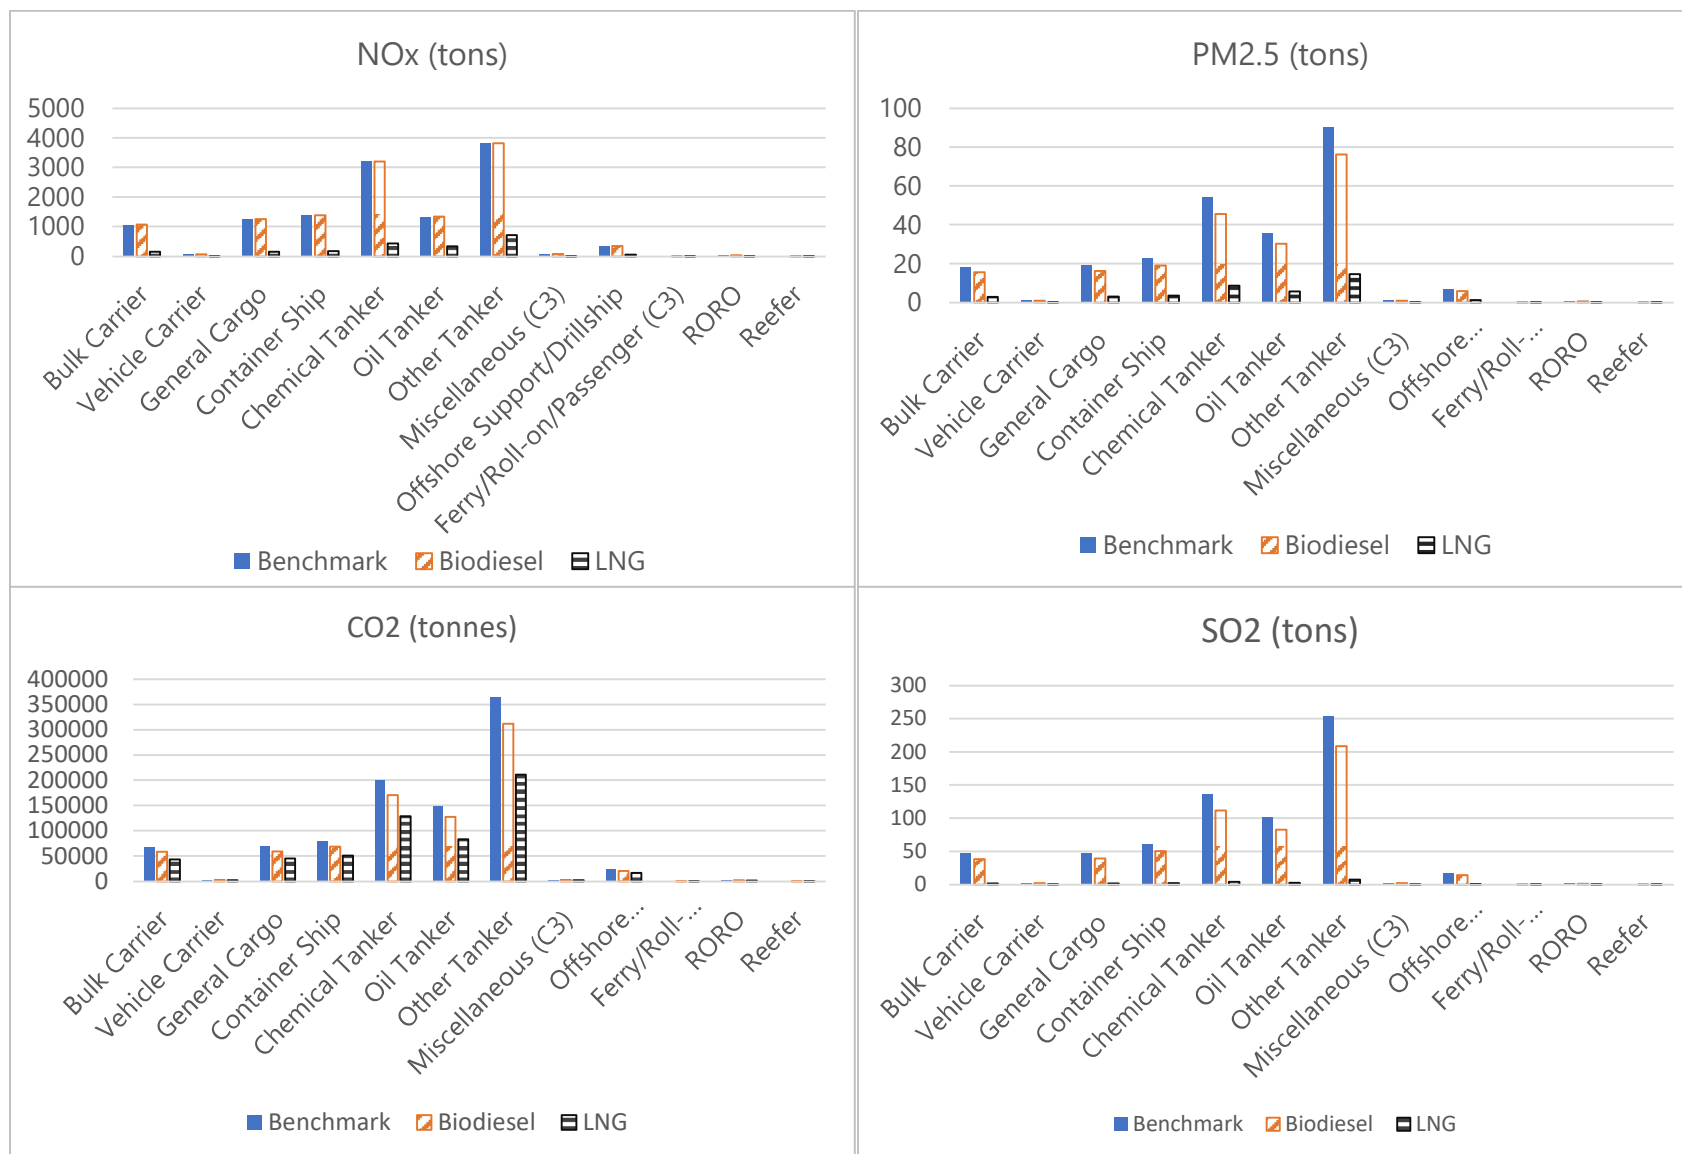 NOx (tons)
5000
4000
3000
2000
1000
0
Bulk Carrier
Vehicle Carrier
General Cargo
Container Ship
Chemical Tanker
Oil Tanker
Other Tanker
Miscellaneous (C3)
Offshore Support/Drillship
Ferry/Roll-on/Passenger (C3)
RORO
Reefer
Benchmark Biodiesel LNG
PM2.5 (tons)
100
80
60
40
20
0
Bulk Carrier
Vehicle Carrier
General Cargo
Container Ship
Chemical Tanker
Oil Tanker
Other Tanker
Miscellaneous (C3)
Offshore...
Ferry/Roll-...
RORO
Reefer
Benchmark Biodiesel LNG
CO2 (tonnes)
400000
350000
300000
250000
200000
150000
100000
50000
0
Bulk Carrier
Vehicle Carrier
General Cargo
Container Ship
Chemical Tanker
Oil Tanker
Other Tanker
Miscellaneous (C3)
Offshore...
Ferry/Roll-...
RORO
Reefer
Benchmark Biodiesel LNG
SO2 (tons)
300
250
200
150
100
50
0
Bulk Carrier
Vehicle Carrier
General Cargo
Container Ship
Chemical Tanker
Oil Tanker
Other Tanker
Miscellaneous (C3)
Offshore...
Ferry/Roll-...
RORO
Reefer
Benchmark Biodiesel LNG